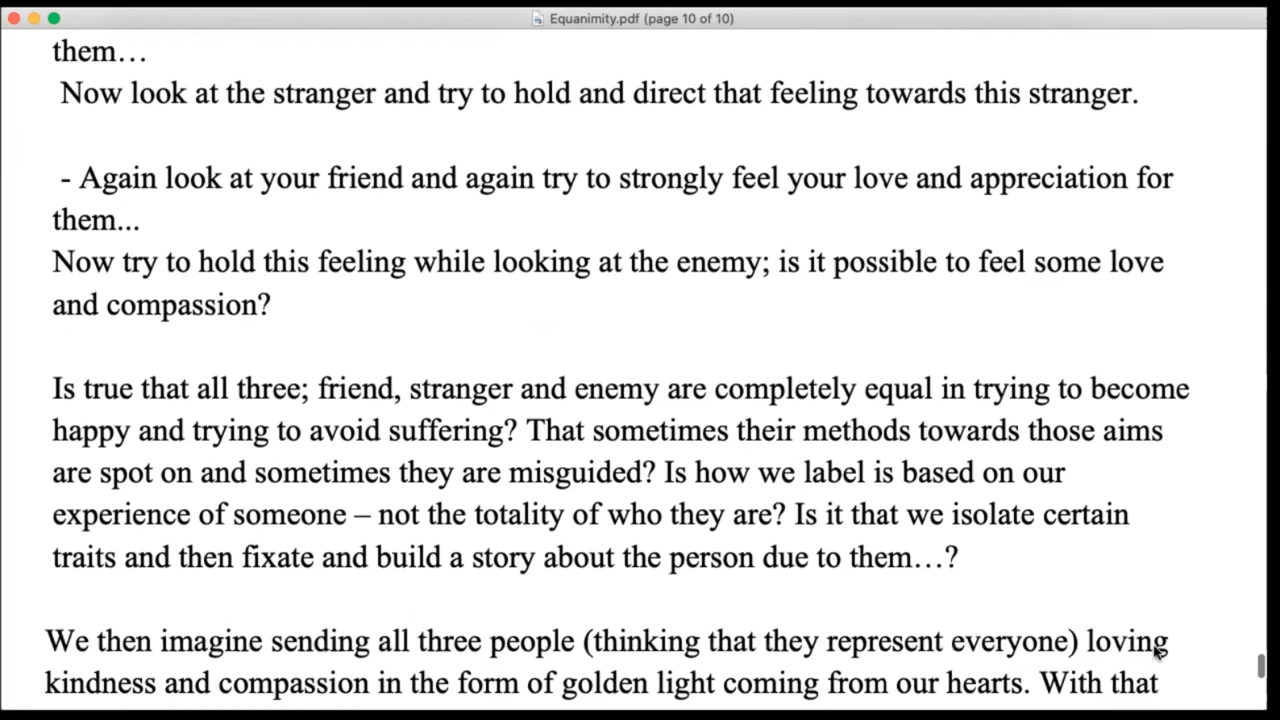 Equanimity.pdf (page 10 of 10)
them…
Now look at the stranger and try to hold and direct that feeling towards this stranger.
- Again look at your friend and again try to strongly feel your love and appreciation for
them...
Now try to hold this feeling while looking at the enemy; is it possible to feel some love
and compassion?
Is true that all three; friend, stranger and enemy are completely equal in trying to become
happy and trying to avoid suffering? That sometimes their methods towards those aims
are spot on and sometimes they are misguided? Is how we label is based on our
experience of someone – not the totality of who they are? Is it that we isolate certain
traits and then fixate and build a story about the person due to them…?
We then imagine sending all three people (thinking that they represent everyone) loving
kindness and compassion in the form of golden light coming from our hearts. With that